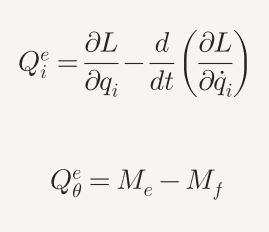 Q_i^e = ∂L/∂q_i − d/dt (∂L/∂q̇_i)
Q_θ^e = M_e − M_f